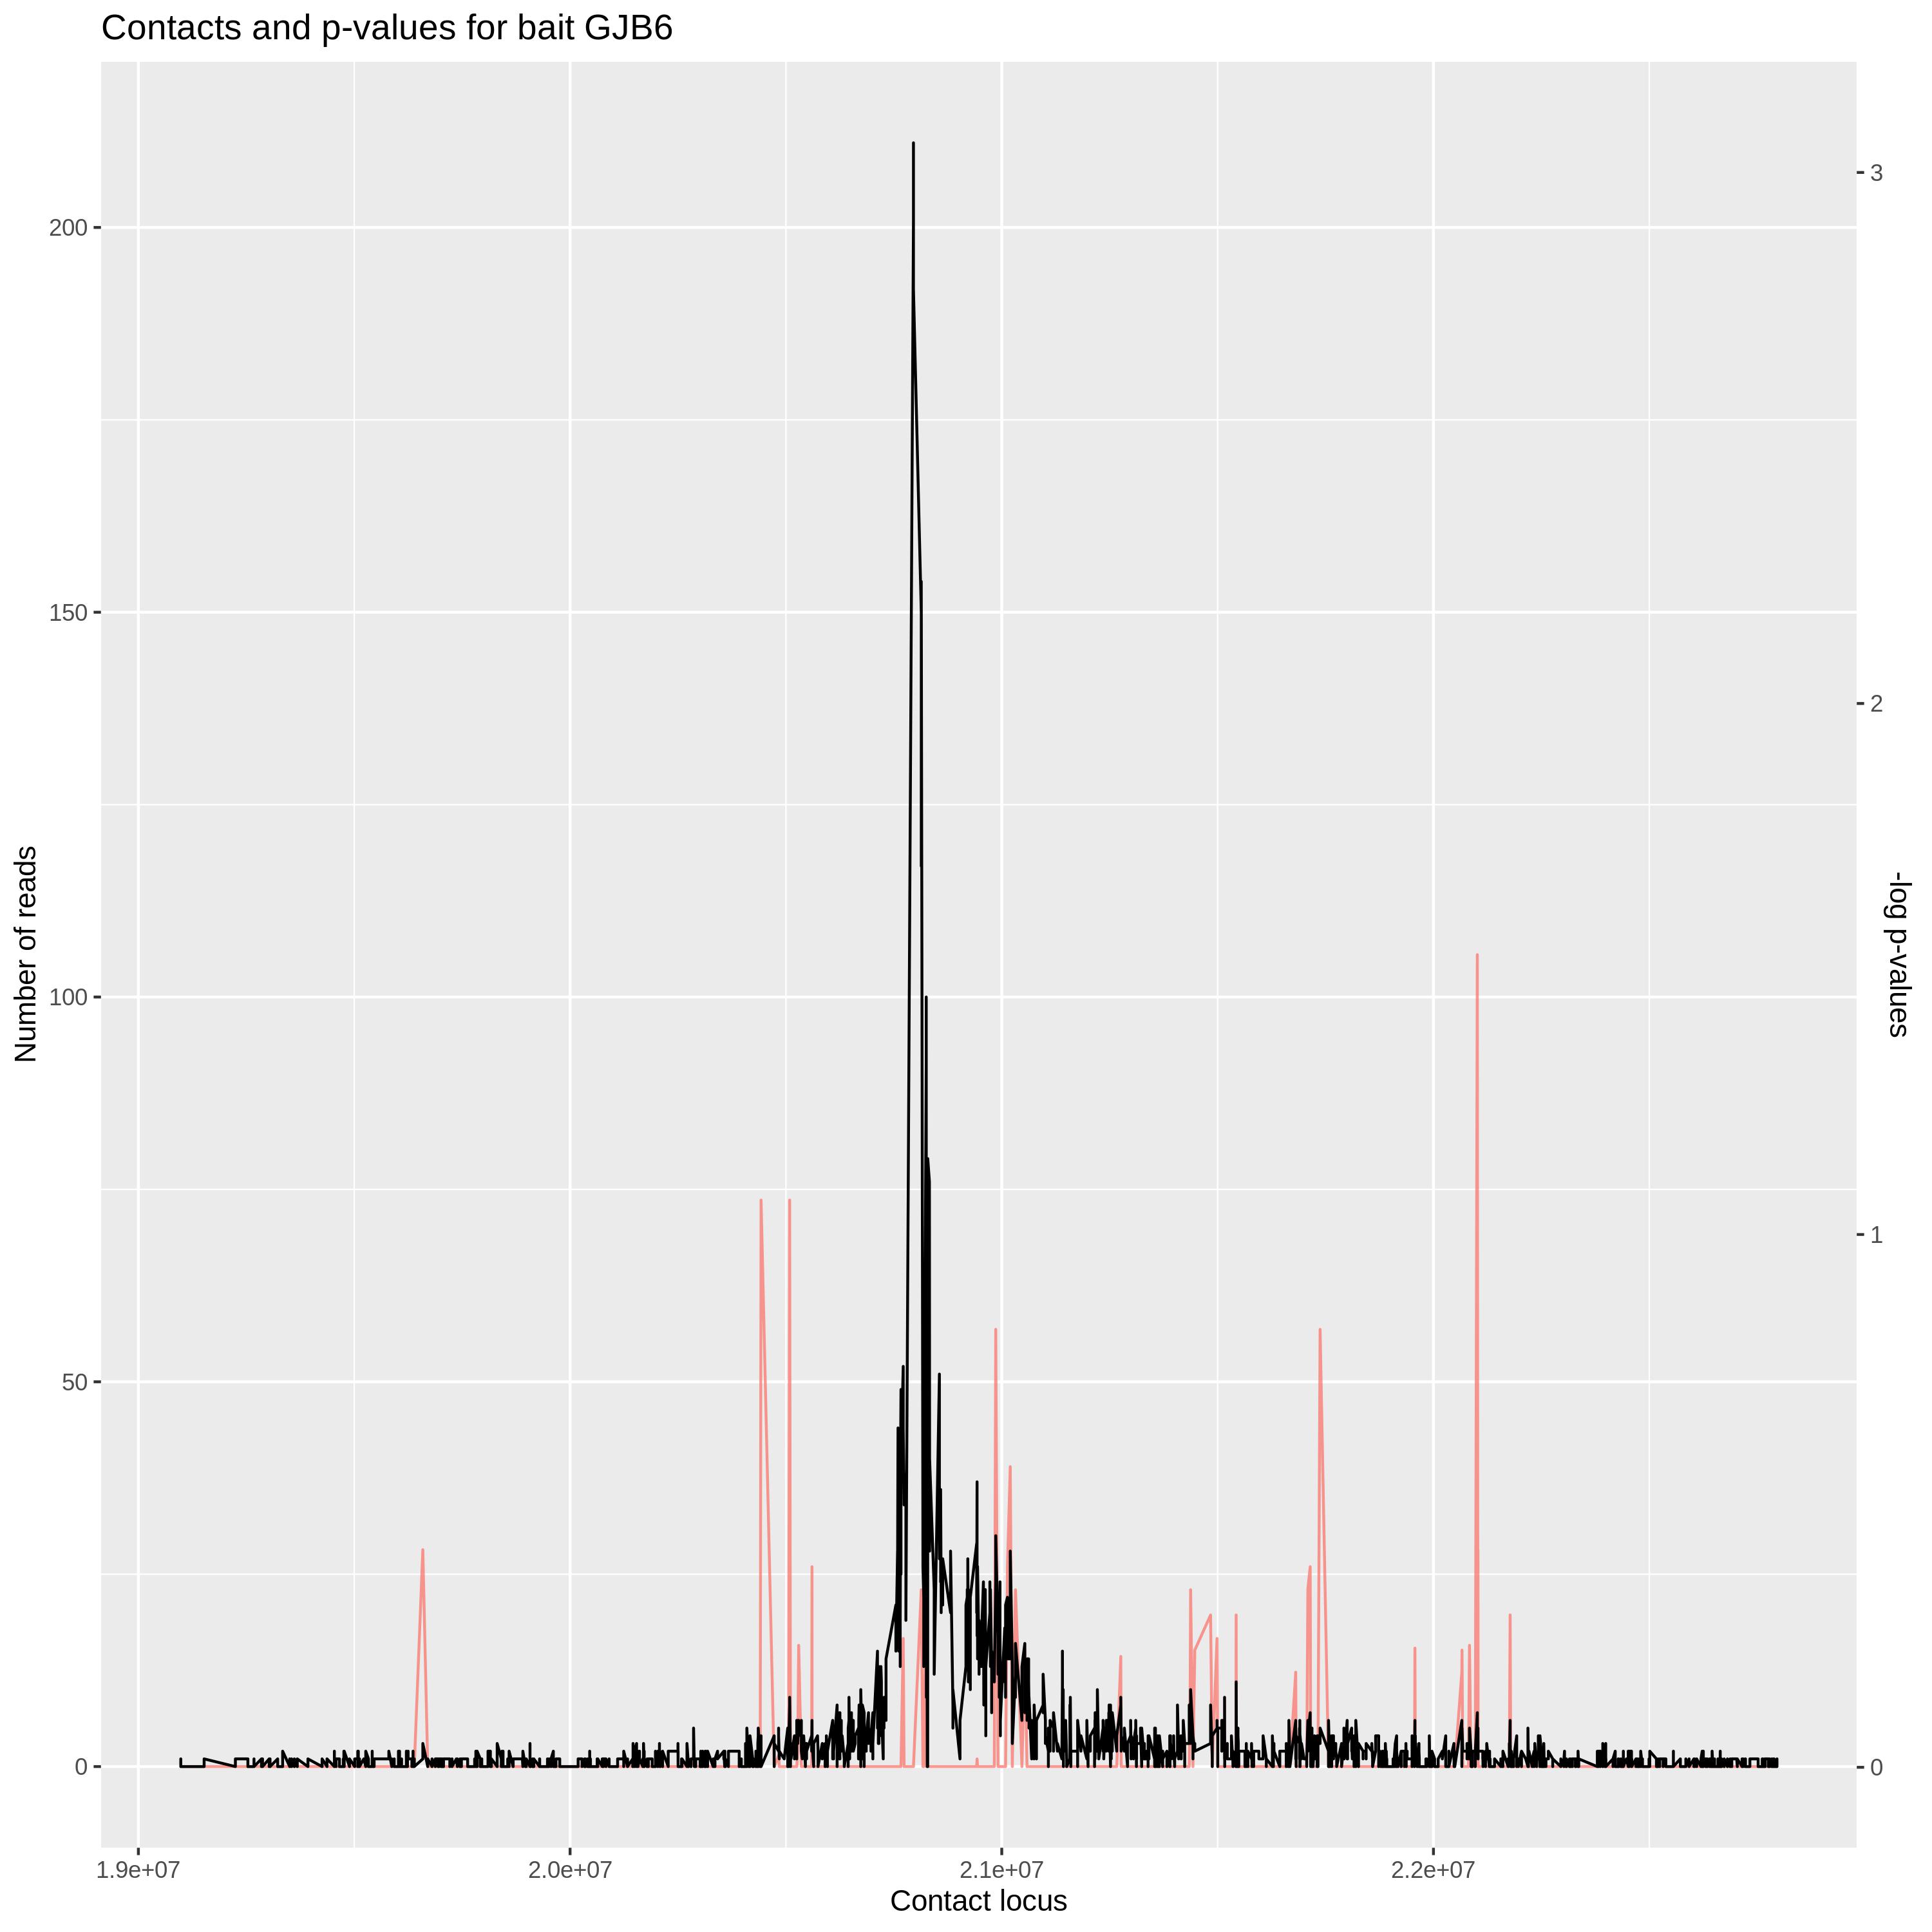 Contacts and p-values for bait GJB6
200
150
100
50
0
Number of reads
3
2
1
0
-log p-values
1.9e+07 2.0e+07 2.1e+07 2.2e+07
Contact locus